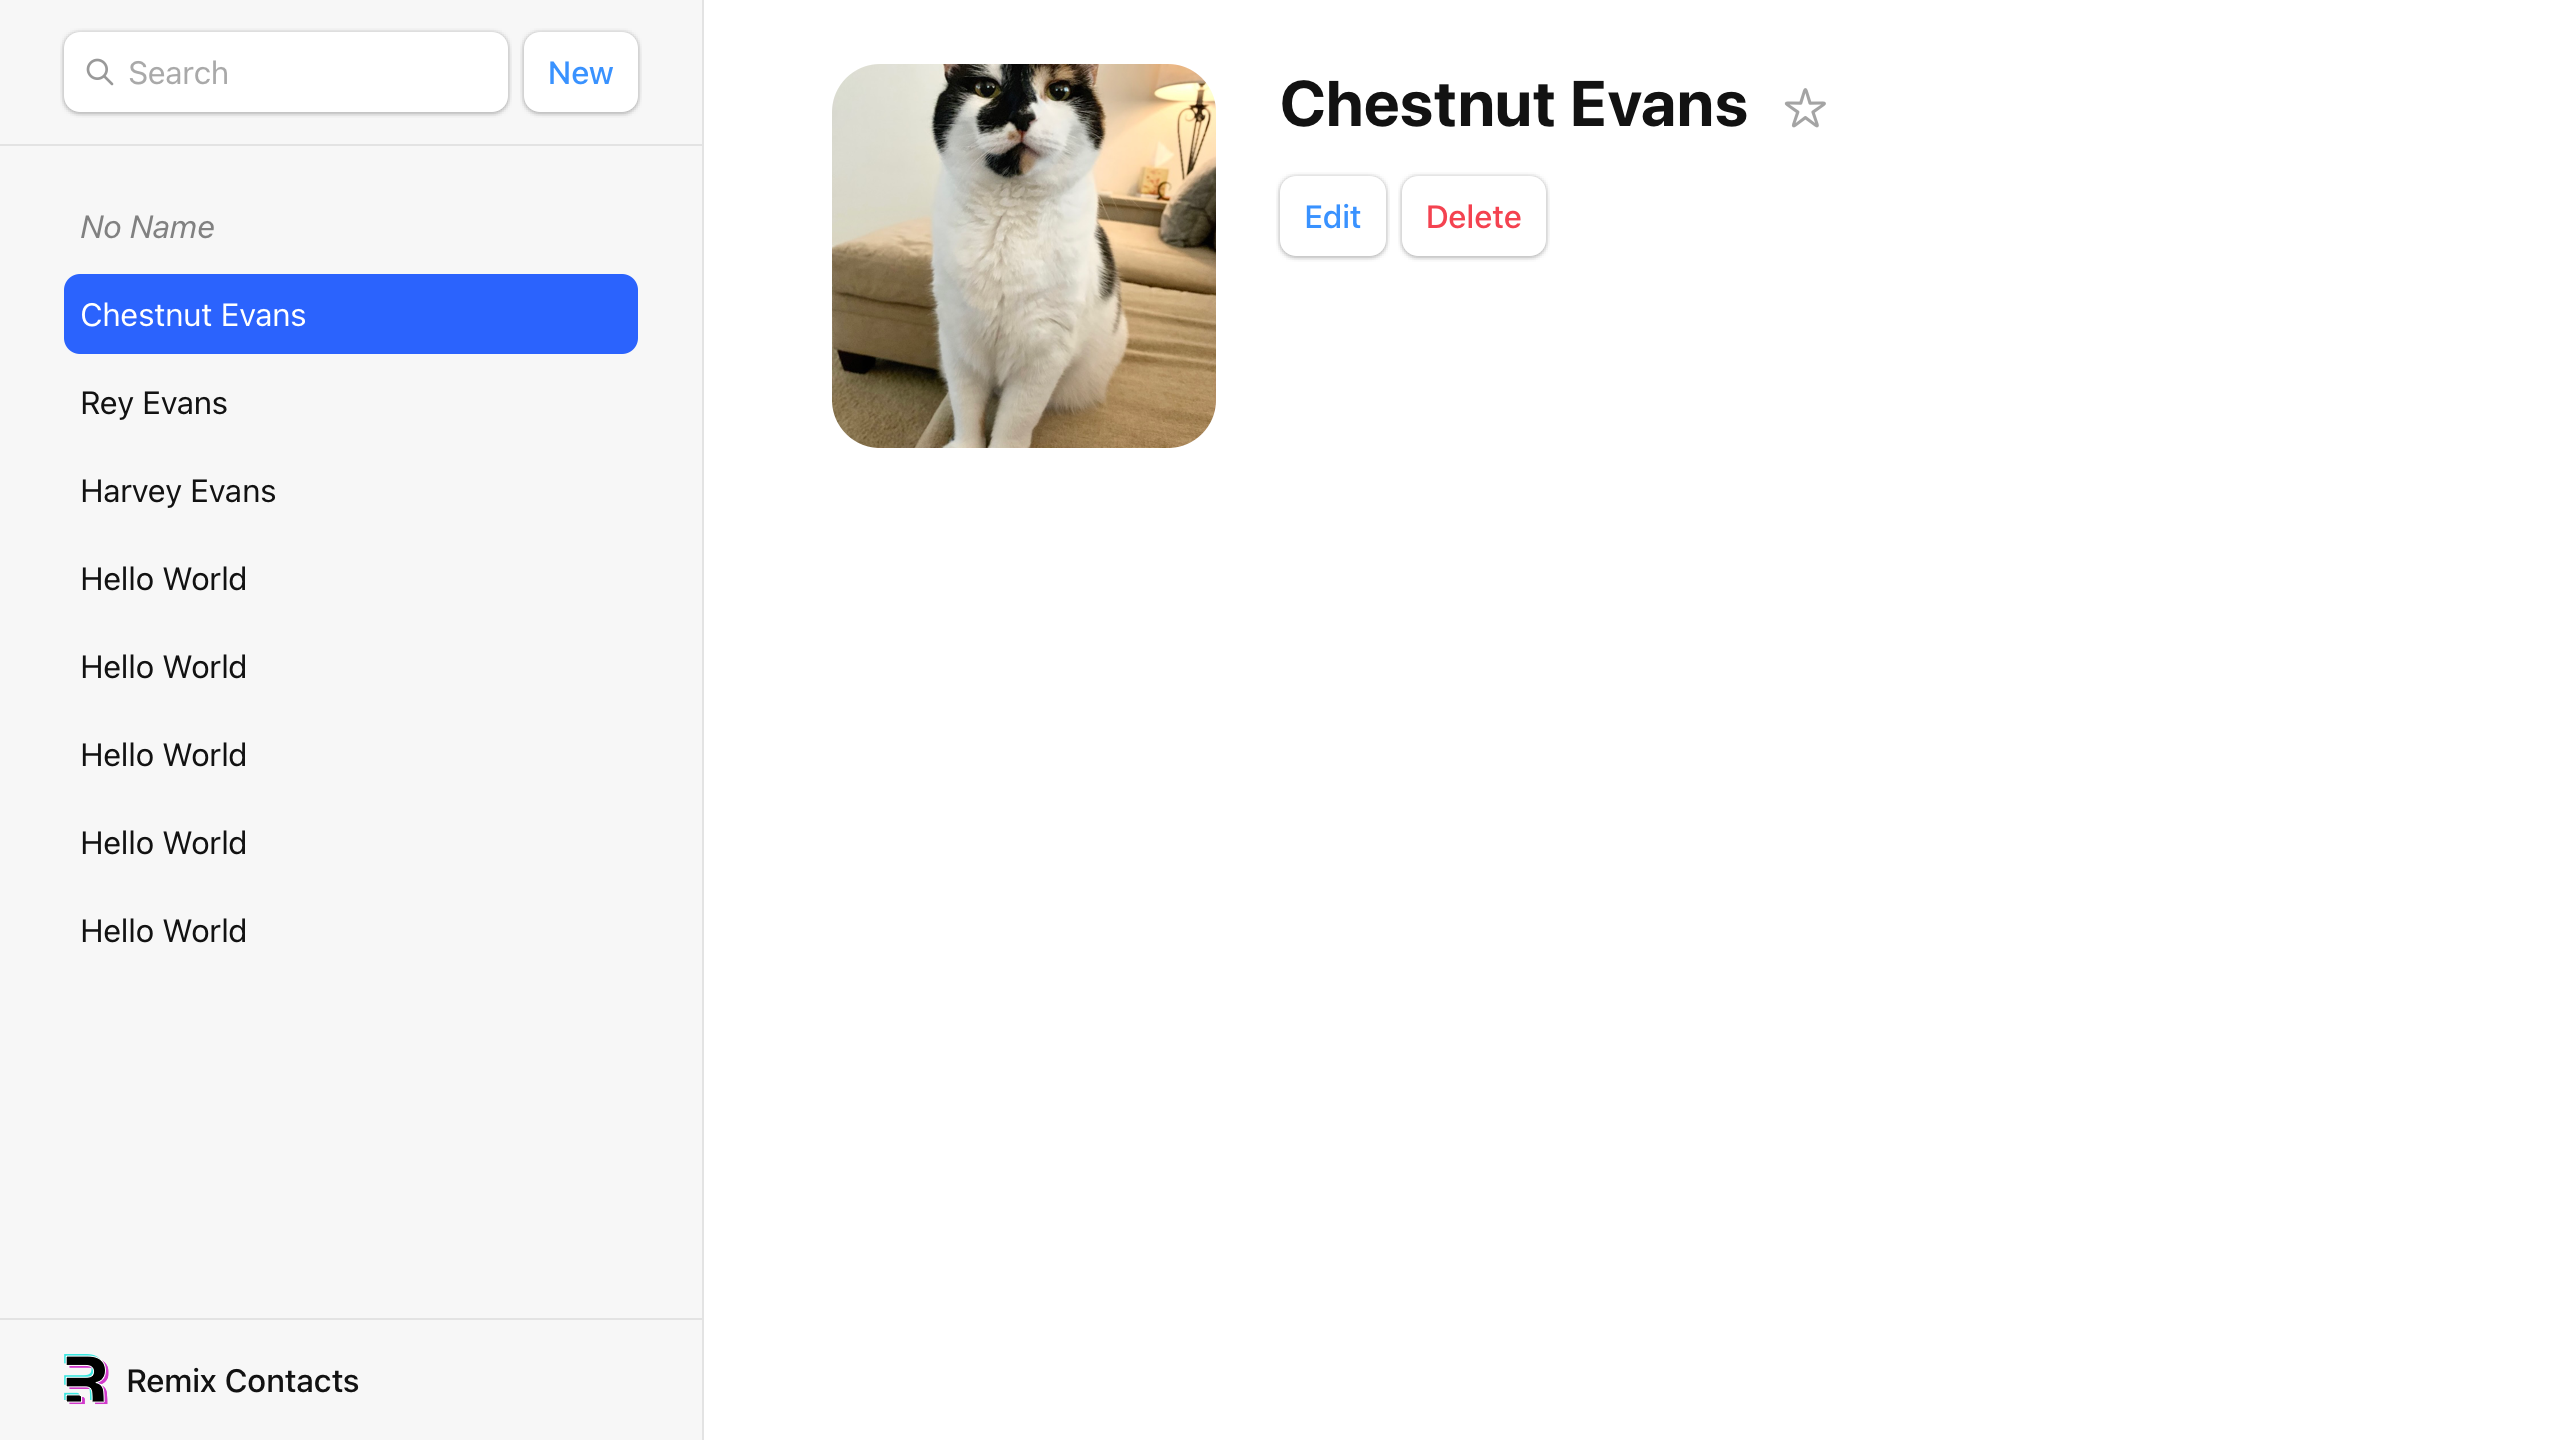 Search
New
No Name
Chestnut Evans
Rey Evans
Harvey Evans
Hello World
Hello World
Hello World
Hello World
Hello World
Remix Contacts
Chestnut Evans
Edit
Delete